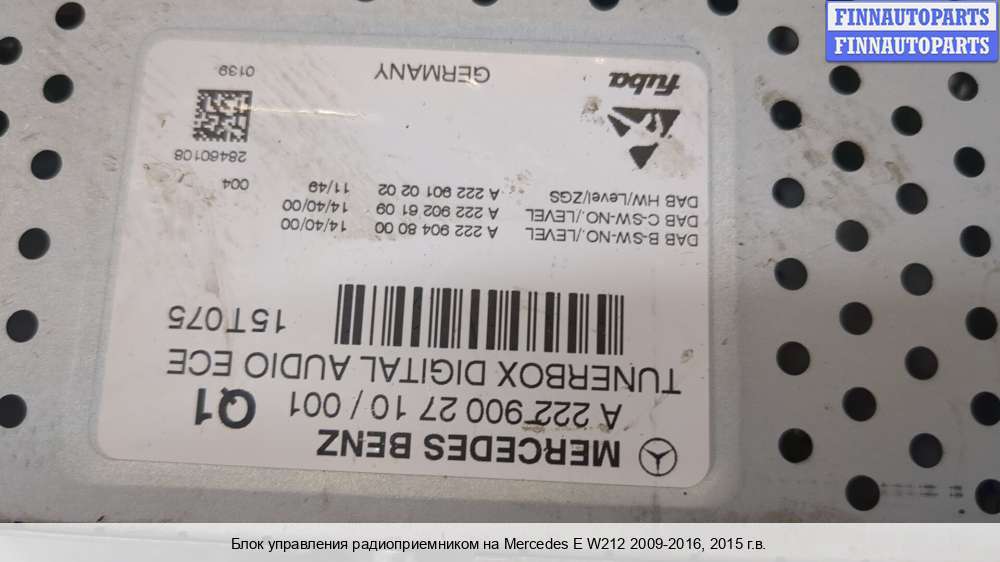 FINNAUTOPARTS
FINNAUTOPARTS
MERCEDES BENZ
A 222 900 27 10 / 001 Q1
TUNERBOX DIGITAL AUDIO ECE
15T075
DAB B-SW-NO./LEVEL A 222 904 80 00 14/40/00
DAB C-SW-NO./LEVEL A 222 902 61 09 14/40/00
DAB HW/Level/ZGS A 222 901 02 02 11/49 004
28460108
fuba GERMANY 0139
Блок управления радиоприемником на Mercedes E W212 2009-2016, 2015 г.в.